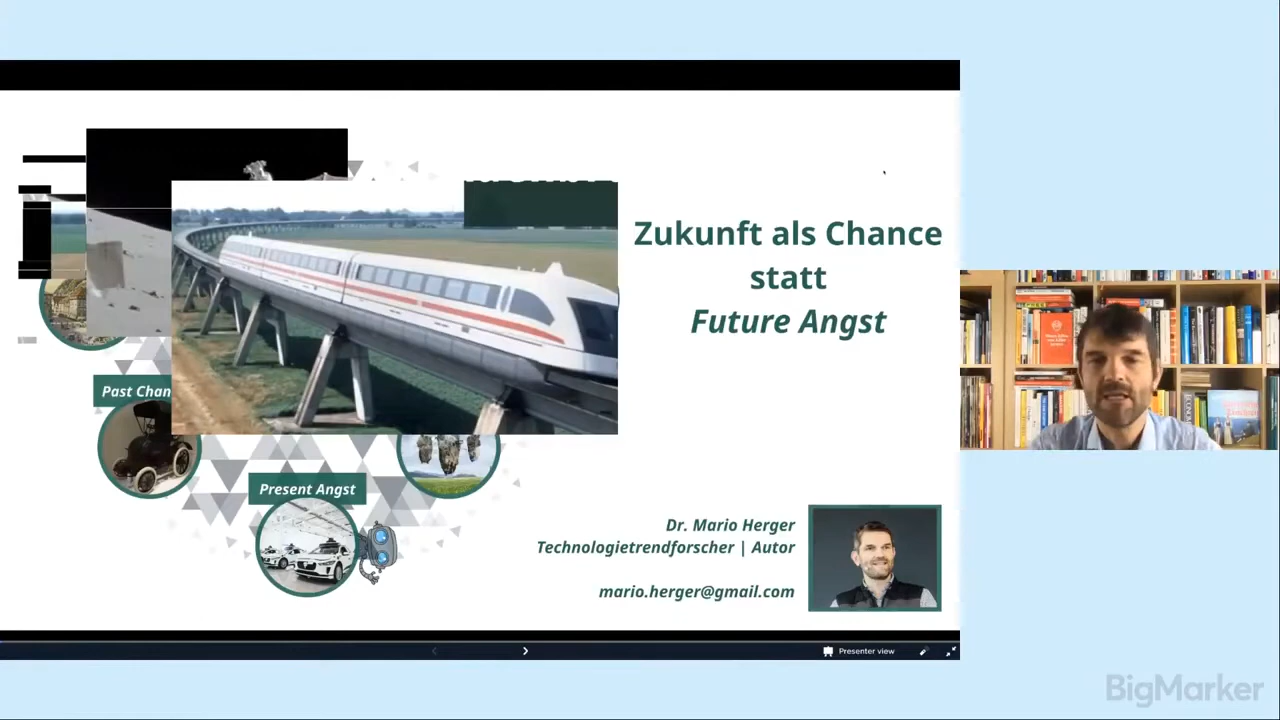 Zukunft als Chance
statt
Future Angst
Past Chan
Present Angst
Dr. Mario Herger
Technologietrendforscher | Autor
mario.herger@gmail.com
Presenter view
BigMarker